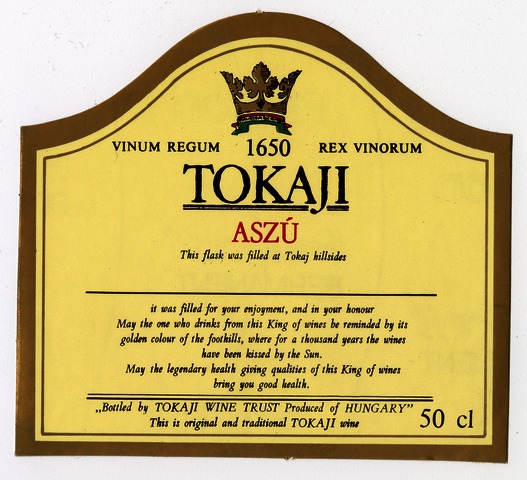 VINUM REGUM 1650 REX VINORUM
TOKAJI
ASZÚ
This flask was filled at Tokaj hillsides
it was filled for your enjoyment, and in your honour
May the one who drinks from this King of wines be reminded by its
golden colour of the foothills, where for a thousand years the wines
have been kissed by the Sun.
May the legendary health giving qualities of this King of wines
bring you good health.
„Bottled by TOKAJI WINE TRUST Produced of HUNGARY”
This is original and traditional TOKAJI wine
50 cl